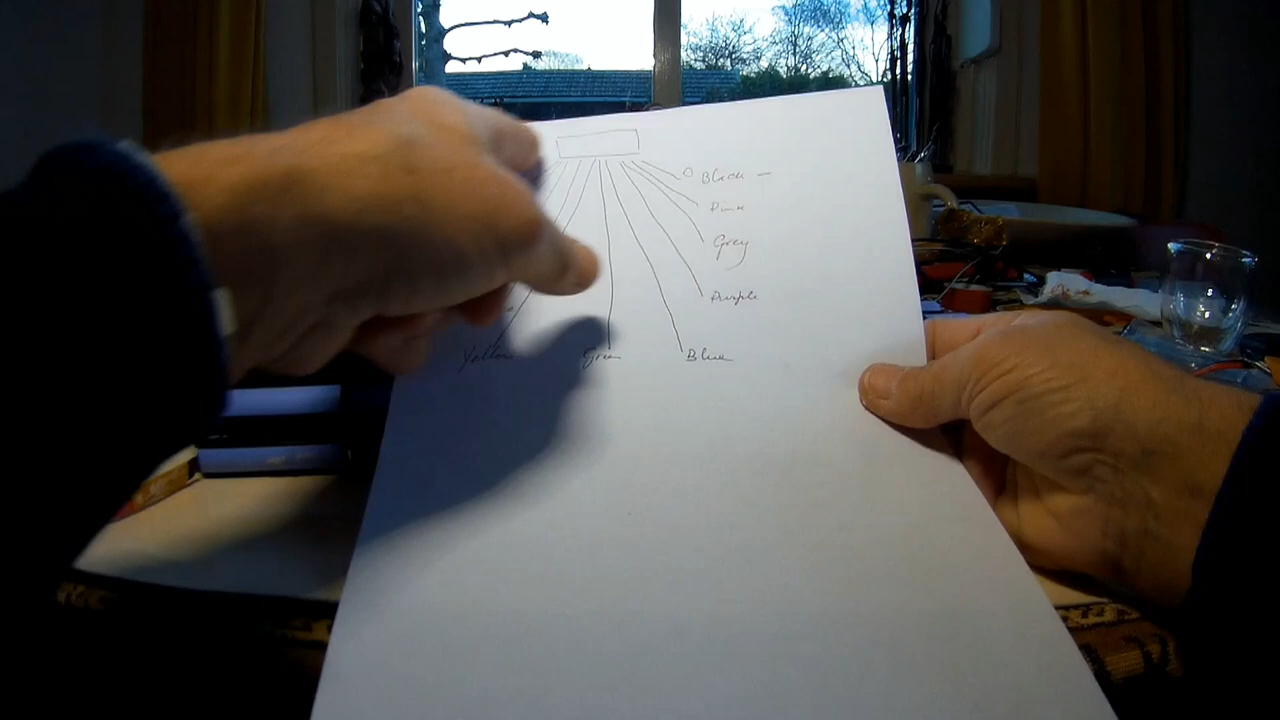 O Black –
Pink
Grey
Purple
Yellow Green Blue